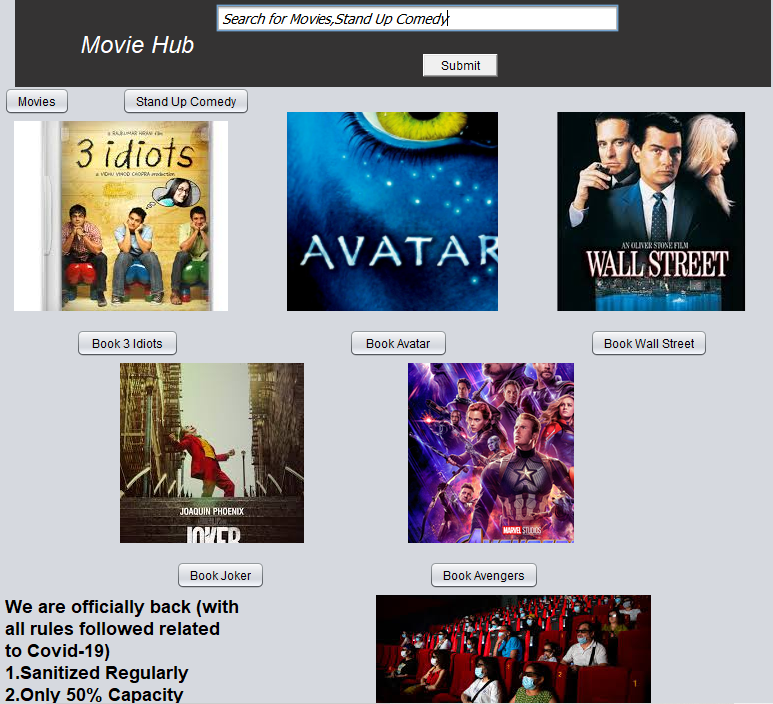 Search for Movies,Stand Up Comedy
Movie Hub
Submit
Movies
Stand Up Comedy
A RAJKUMAR HIRANI FILM
3 idiots
A VIDHU VINOD CHOPRA PRODUCTION
AVATAR
AN OLIVER STONE FILM
WALL STREET
Book 3 Idiots
Book Avatar
Book Wall Street
JOAQUIN PHOENIX
JOKER
MARVEL STUDIOS
AVENGERS
Book Joker
Book Avengers
We are officially back (with
all rules followed related
to Covid-19)
1.Sanitized Regularly
2.Only 50% Capacity